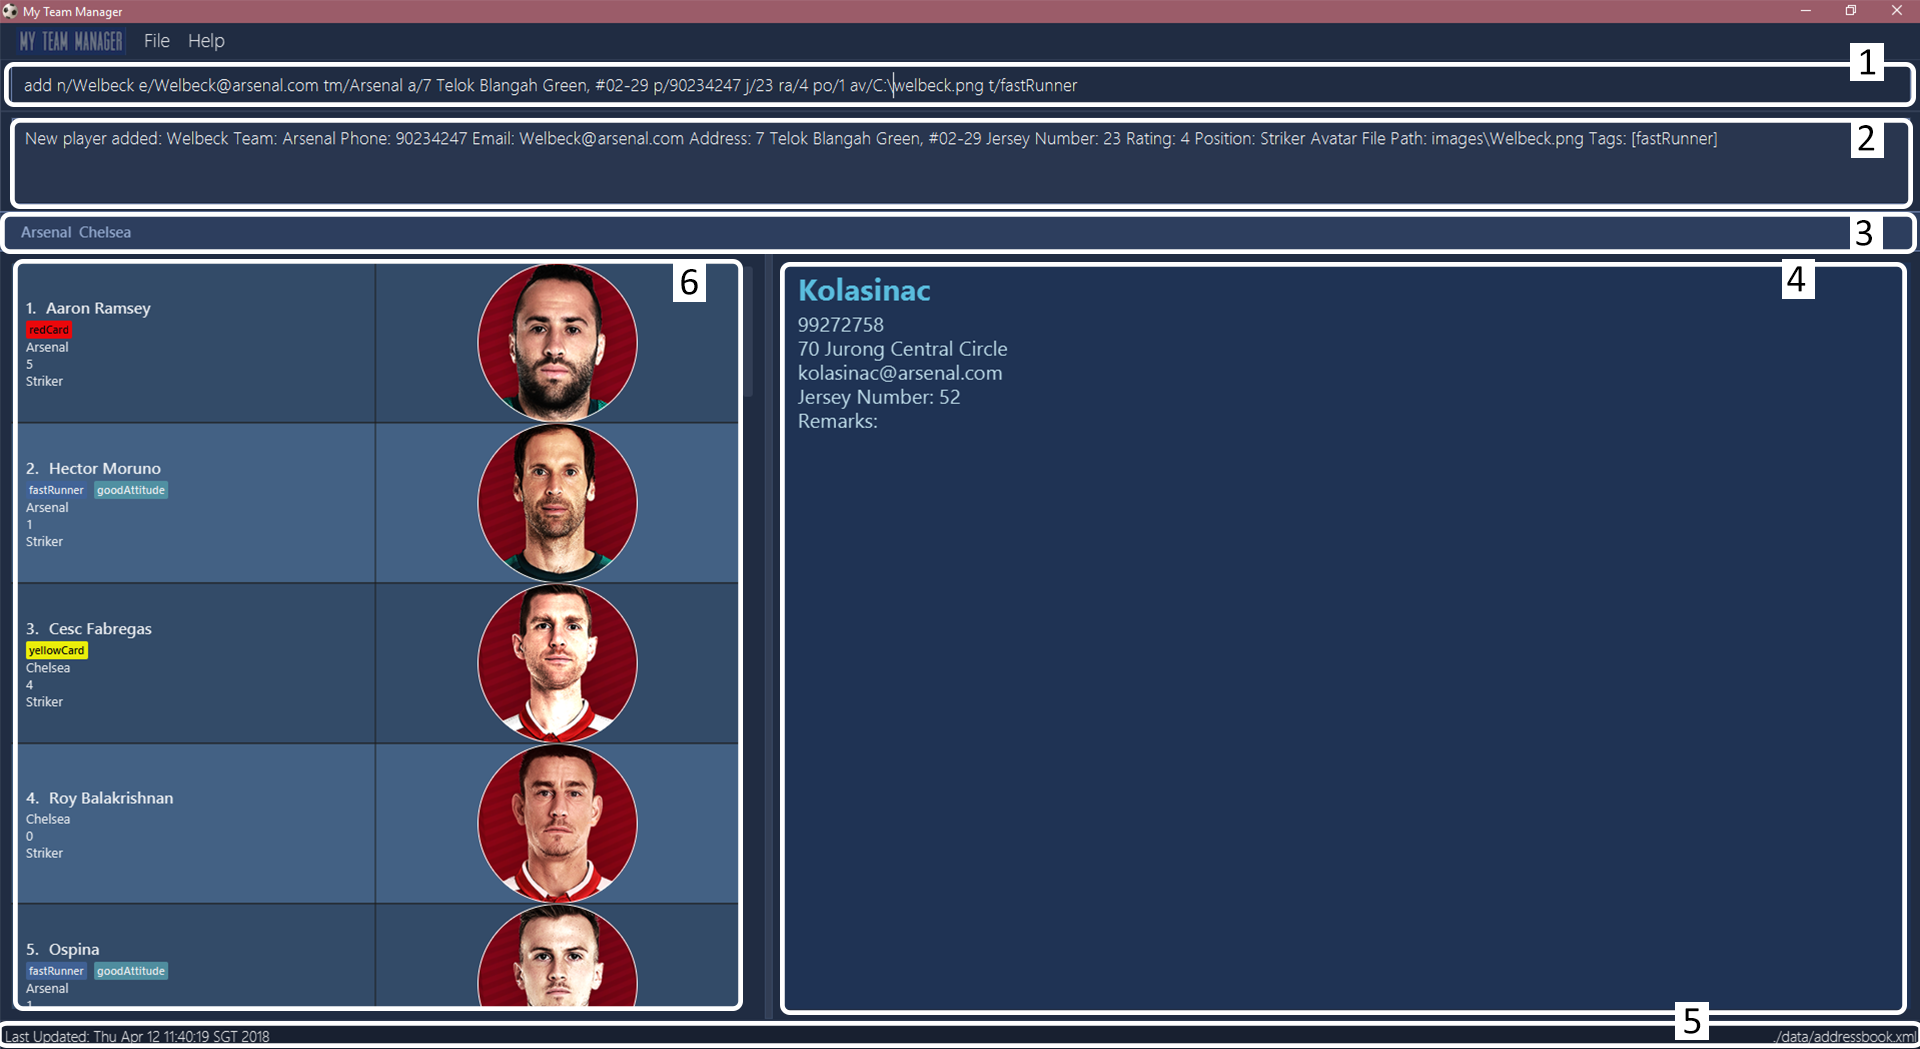 My Team Manager
MY TEAM MANAGER File Help
1
add n/Welbeck e/Welbeck@arsenal.com tm/Arsenal a/7 Telok Blangah Green, #02-29 p/90234247 j/23 ra/4 po/1 av/C:\welbeck.png t/fastRunner
2
New player added: Welbeck Team: Arsenal Phone: 90234247 Email: Welbeck@arsenal.com Address: 7 Telok Blangah Green, #02-29 Jersey Number: 23 Rating: 4 Position: Striker Avatar File Path: images\Welbeck.png Tags: [fastRunner]
3
Arsenal Chelsea
6
1. Aaron Ramsey
redCard
Arsenal
5
Striker
2. Hector Moruno
fastRunner goodAttitude
Arsenal
1
Striker
3. Cesc Fabregas
yellowCard
Chelsea
4
Striker
4. Roy Balakrishnan
Chelsea
0
Striker
5. Ospina
fastRunner goodAttitude
Arsenal
1
4
Kolasinac
99272758
70 Jurong Central Circle
kolasinac@arsenal.com
Jersey Number: 52
Remarks:
5
Last Updated: Thu Apr 12 11:40:19 SGT 2018
./data/addressbook.xml